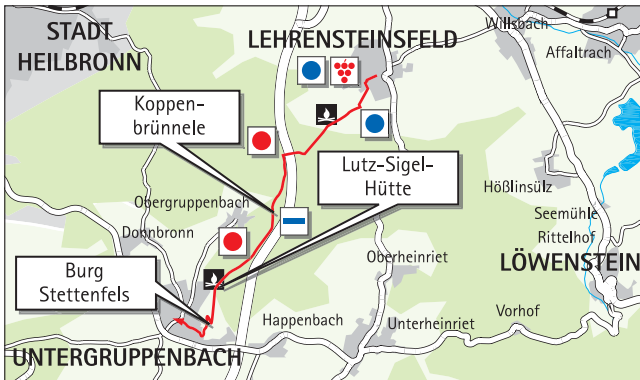 STADT
HEILBRONN
LEHRENSTEINSFELD
Willsbach
Affaltrach
Koppen-
brünnele
Lutz-Sigel-
Hütte
Obergruppenbach
Donnbronn
Hößlinsülz
Seemühle
Rittelhof
LÖWENSTEIN
Oberheinriet
Burg
Stettenfels
Happenbach
Unterheinriet
Vorhof
UNTERGRUPPENBACH